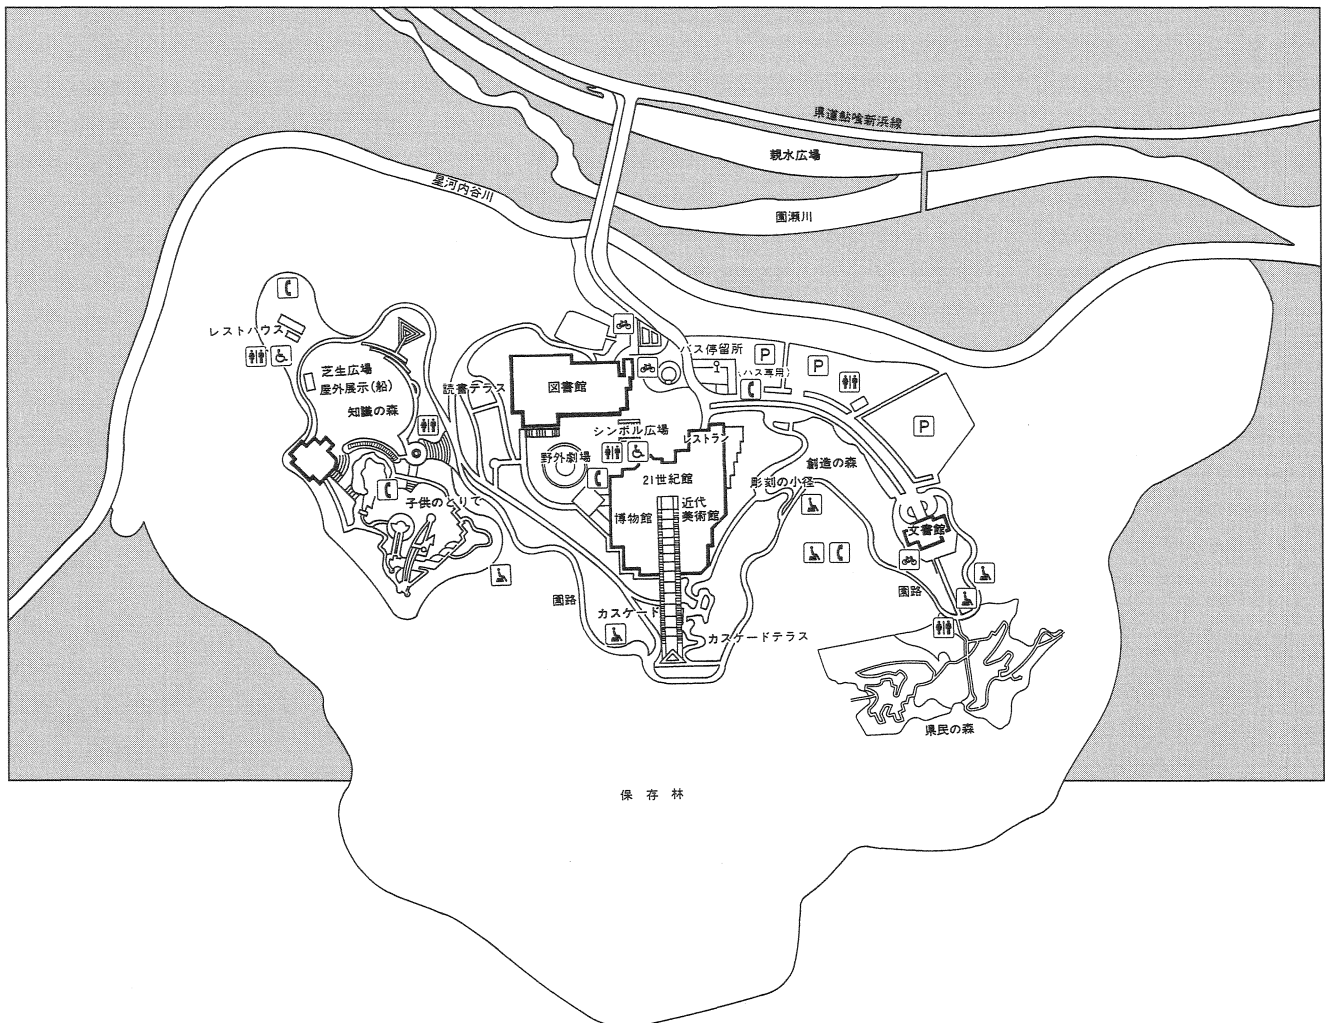 県道鮎喰新浜線
親水広場
星河内谷川
園瀬川
レストハウス
バス停留所
P
P
(バス専用)
芝生広場
屋外展示(船)
知識の森
読書テラス
図書館
P
シンボル広場
レストラン
野外劇場
創造の森
21世紀館
彫刻の小径
子供のとりで
博物館
近代
美術館
文書館
園路
園路
カスケード
カスケードテラス
県民の森
保存林